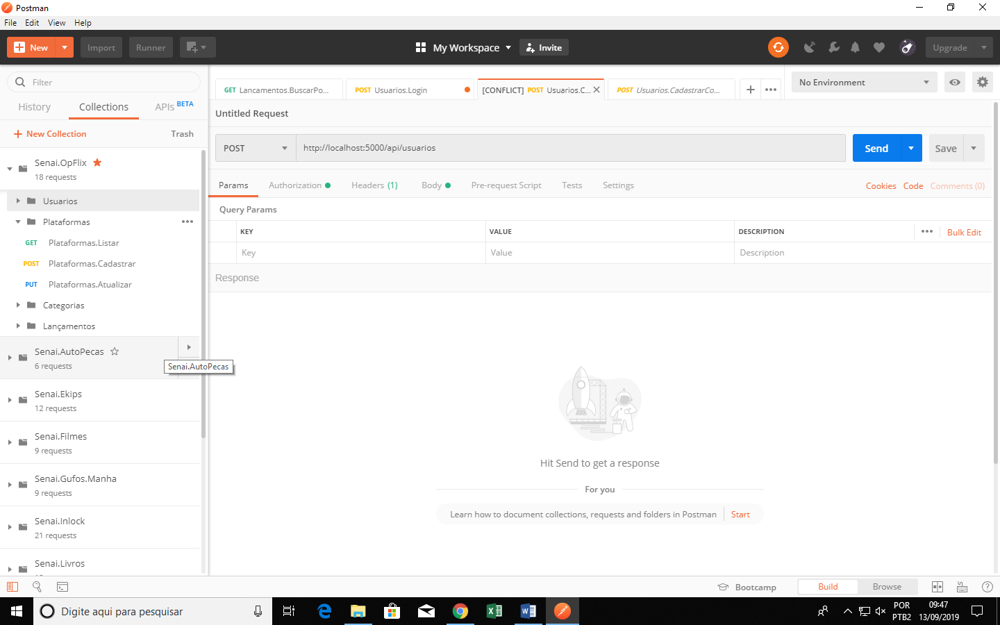 Postman
File Edit View Help
New Import Runner My Workspace Invite Upgrade
Filter
History Collections APIs BETA
New Collection Trash
Senai.OpFlix
18 requests
Usuarios
Plataformas
GET Plataformas.Listar
POST Plataformas.Cadastrar
PUT Plataformas.Atualizar
Categorias
Lançamentos
Senai.AutoPecas
6 requests
Senai.AutoPecas
Senai.Ekips
12 requests
Senai.Filmes
9 requests
Senai.Gufos.Manha
9 requests
Senai.Inlock
21 requests
Senai.Livros
GET Lancamentos.BuscarPo... POST Usuarios.Login [CONFLICT] POST Usuarios.C... POST Usuarios.CadastrarCo... No Environment
Untitled Request
POST http://localhost:5000/api/usuarios Send Save
Params Authorization Headers (1) Body Pre-request Script Tests Settings Cookies Code Comments (0)
Query Params
KEY VALUE DESCRIPTION Bulk Edit
Key Value Description
Response
Hit Send to get a response
For you
Learn how to document collections, requests and folders in Postman Start
Bootcamp Build Browse
Digite aqui para pesquisar
POR 09:47
PTB2 13/09/2019